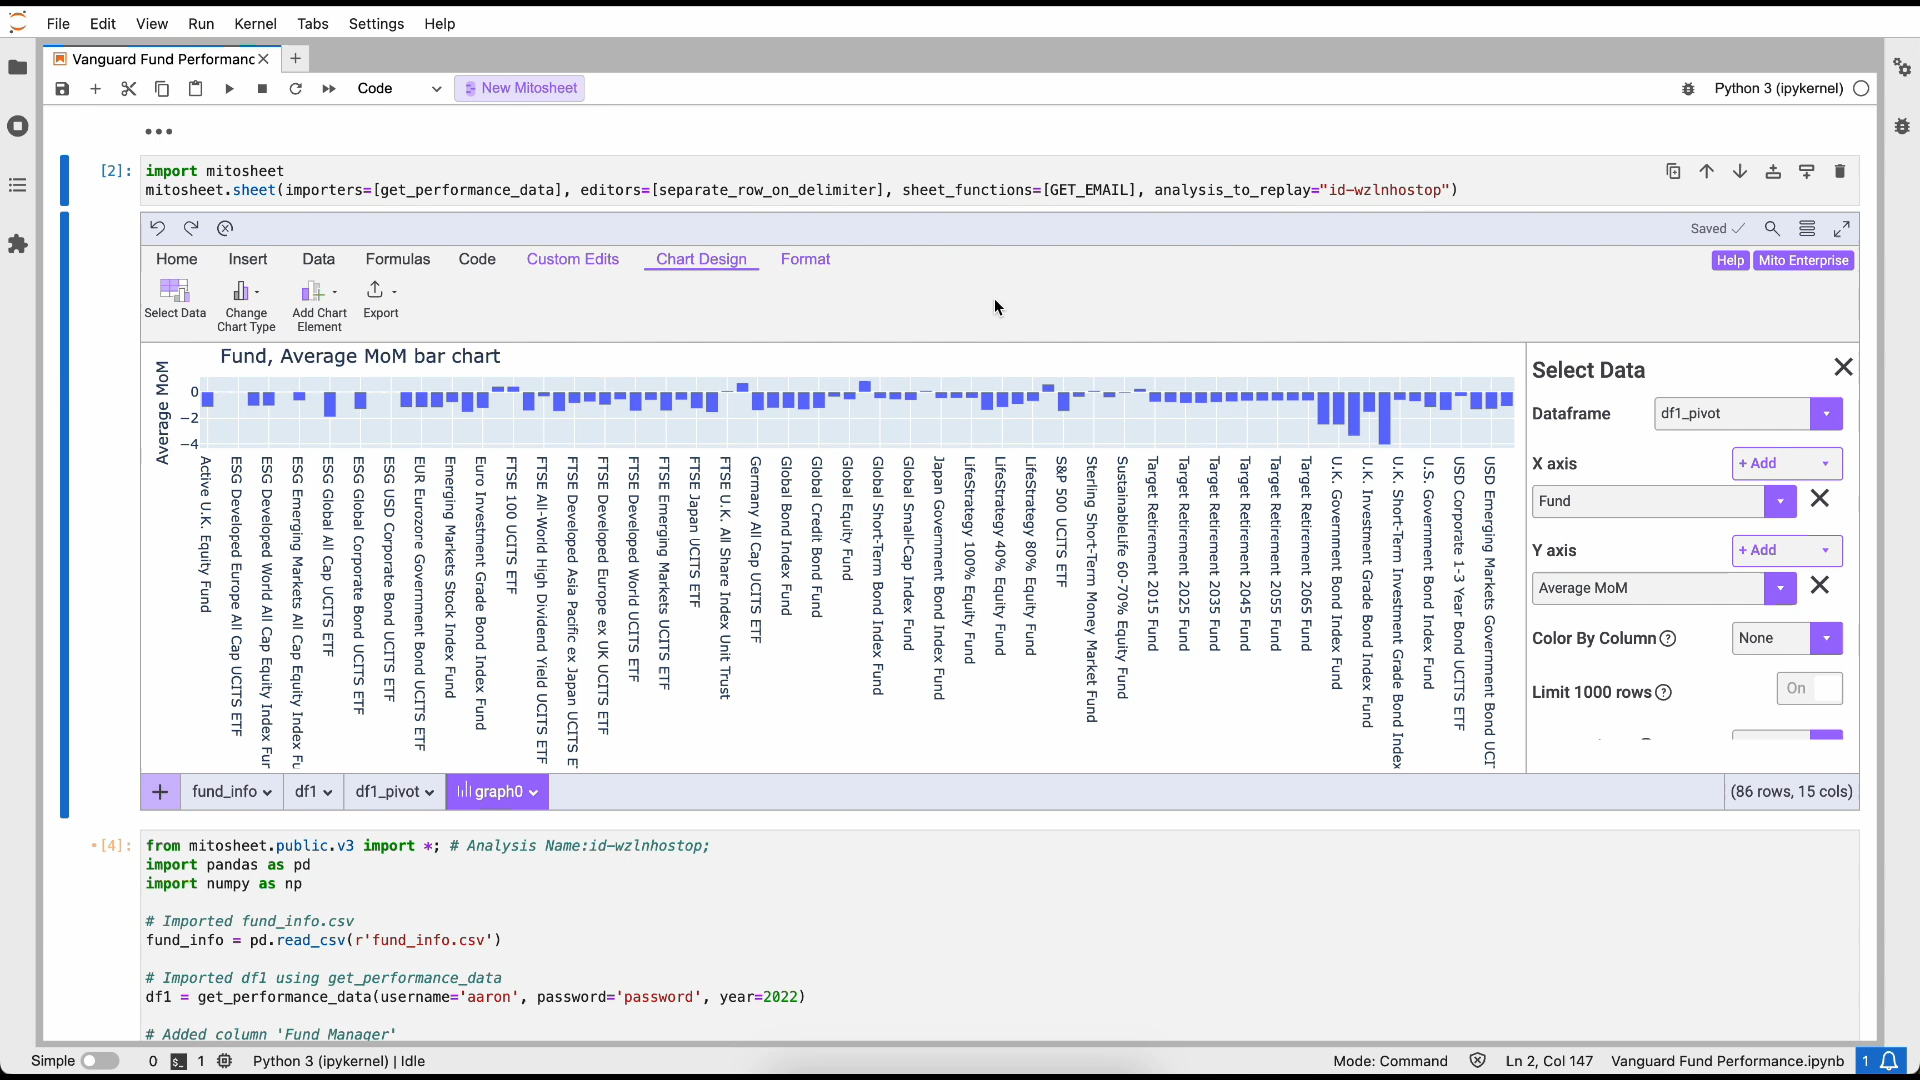 File Edit View Run Kernel Tabs Settings Help
Vanguard Fund Performanc
Code
New Mitosheet
Python 3 (ipykernel)
[2]:
import mitosheet
mitosheet.sheet(importers=[get_performance_data], editors=[separate_row_on_delimiter], sheet_functions=[GET_EMAIL], analysis_to_replay="id-wzlnhostop")
Saved
Home Insert Data Formulas Code Custom Edits Chart Design Format
Help Mito Enterprise
Select Data
Change Chart Type
Add Chart Element
Export
Fund, Average MoM bar chart
Average MoM
0
−2
−4
Active U.K. Equity Fund
ESG Developed Europe All Cap UCITS ETF
ESG Developed World All Cap Equity Index Fur
ESG Emerging Markets All Cap Equity Index Fu
ESG Global All Cap UCITS ETF
ESG Global Corporate Bond UCITS ETF
ESG USD Corporate Bond UCITS ETF
EUR Eurozone Government Bond UCITS ETF
Emerging Markets Stock Index Fund
Euro Investment Grade Bond Index Fund
FTSE 100 UCITS ETF
FTSE All-World High Dividend Yield UCITS ETF
FTSE Developed Asia Pacific ex Japan UCITS E
FTSE Developed Europe ex UK UCITS ETF
FTSE Developed World UCITS ETF
FTSE Emerging Markets UCITS ETF
FTSE Japan UCITS ETF
FTSE U.K. All Share Index Unit Trust
Germany All Cap UCITS ETF
Global Bond Index Fund
Global Credit Bond Fund
Global Equity Fund
Global Short-Term Bond Index Fund
Global Small-Cap Index Fund
Japan Government Bond Index Fund
LifeStrategy 100% Equity Fund
LifeStrategy 40% Equity Fund
LifeStrategy 80% Equity Fund
S&P 500 UCITS ETF
Sterling Short-Term Money Market Fund
SustainableLife 60-70% Equity Fund
Target Retirement 2015 Fund
Target Retirement 2025 Fund
Target Retirement 2035 Fund
Target Retirement 2045 Fund
Target Retirement 2055 Fund
Target Retirement 2065 Fund
U.K. Government Bond Index Fund
U.K. Investment Grade Bond Index Fund
U.K. Short-Term Investment Grade Bond Index
U.S. Government Bond Index Fund
USD Corporate 1-3 Year Bond UCITS ETF
USD Emerging Markets Government Bond UCI
Select Data
Dataframe df1_pivot
X axis + Add
Fund
Y axis + Add
Average MoM
Color By Column ? None
Limit 1000 rows ? On
+ fund_info df1 df1_pivot graph0
(86 rows, 15 cols)
[4]:
from mitosheet.public.v3 import *; # Analysis Name:id-wzlnhostop;
import pandas as pd
import numpy as np
# Imported fund_info.csv
fund_info = pd.read_csv(r'fund_info.csv')
# Imported df1 using get_performance_data
df1 = get_performance_data(username='aaron', password='password', year=2022)
# Added column 'Fund Manager'
Simple 0 1 Python 3 (ipykernel) | Idle
Mode: Command Ln 2, Col 147 Vanguard Fund Performance.ipynb 1